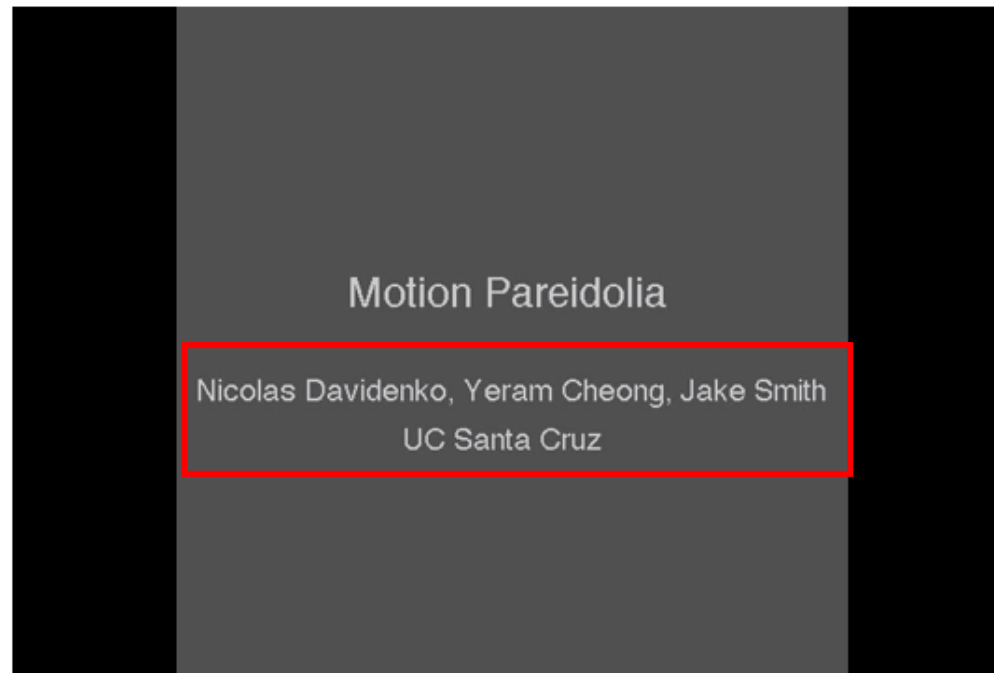 Motion Pareidolia
Nicolas Davidenko, Yeram Cheong, Jake Smith
UC Santa Cruz